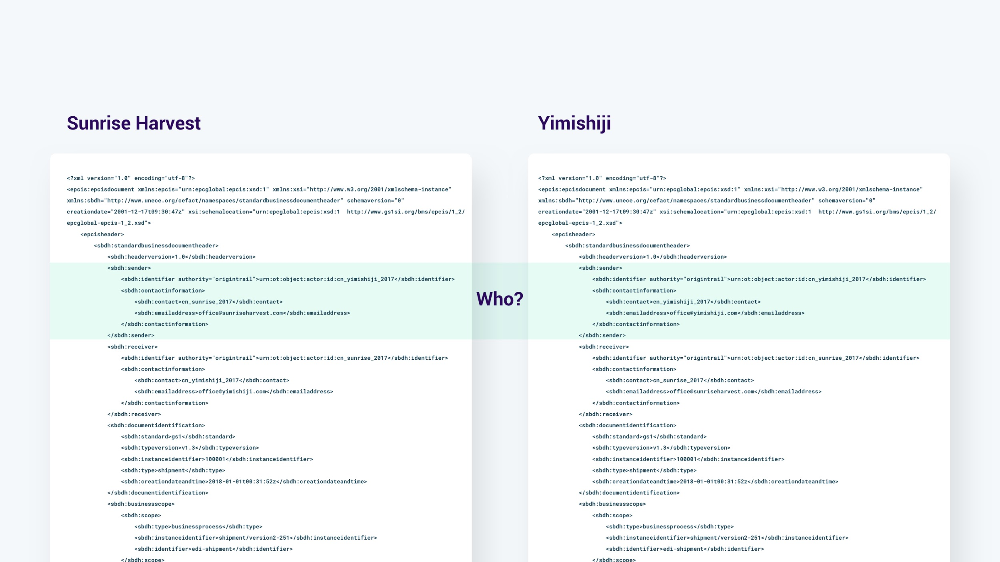 Sunrise Harvest
<?xml version="1.0" encoding="utf-8"?>
<epcis:epcisdocument xmlns:epcis="urn:epcglobal:epcis:xsd:1" xmlns:xsi="http://www.w3.org/2001/xmlschema-instance"
xmlns:sbdh="http://www.unece.org/cefact/namespaces/standardbusinessdocumentheader" schemaversion="0"
creationdate="2001-12-17t09:30:47z" xsi:schemalocation="urn:epcglobal:epcis:xsd:1  http://www.gs1si.org/bms/epcis/1_2/
epcglobal-epcis-1_2.xsd">
<epcisheader>
<sbdh:standardbusinessdocumentheader>
<sbdh:headerversion>1.0</sbdh:headerversion>
<sbdh:sender>
<sbdh:identifier authority="origintrail">urn:ot:object:actor:id:cn_yimishiji_2017</sbdh:identifier>
<sbdh:contactinformation>
<sbdh:contact>cn_sunrise_2017</sbdh:contact>
<sbdh:emailaddress>office@sunriseharvest.com</sbdh:emailaddress>
</sbdh:contactinformation>
</sbdh:sender>
<sbdh:receiver>
<sbdh:identifier authority="origintrail">urn:ot:object:actor:id:cn_sunrise_2017</sbdh:identifier>
<sbdh:contactinformation>
<sbdh:contact>cn_yimishiji_2017</sbdh:contact>
<sbdh:emailaddress>office@yimishiji.com</sbdh:emailaddress>
</sbdh:contactinformation>
</sbdh:receiver>
<sbdh:documentidentification>
<sbdh:standard>gs1</sbdh:standard>
<sbdh:typeversion>v1.3</sbdh:typeversion>
<sbdh:instanceidentifier>100001</sbdh:instanceidentifier>
<sbdh:type>shipment</sbdh:type>
<sbdh:creationdateandtime>2018-01-01t00:31:52z</sbdh:creationdateandtime>
</sbdh:documentidentification>
<sbdh:businessscope>
<sbdh:scope>
<sbdh:type>businessprocess</sbdh:type>
<sbdh:instanceidentifier>shipment/version2-251</sbdh:instanceidentifier>
<sbdh:identifier>edi-shipment</sbdh:identifier>
</sbdh:scope>
Who?
Yimishiji
<?xml version="1.0" encoding="utf-8"?>
<epcis:epcisdocument xmlns:epcis="urn:epcglobal:epcis:xsd:1" xmlns:xsi="http://www.w3.org/2001/xmlschema-instance"
xmlns:sbdh="http://www.unece.org/cefact/namespaces/standardbusinessdocumentheader" schemaversion="0"
creationdate="2001-12-17t09:30:47z" xsi:schemalocation="urn:epcglobal:epcis:xsd:1  http://www.gs1si.org/bms/epcis/1_2/
epcglobal-epcis-1_2.xsd">
<epcisheader>
<sbdh:standardbusinessdocumentheader>
<sbdh:headerversion>1.0</sbdh:headerversion>
<sbdh:sender>
<sbdh:identifier authority="origintrail">urn:ot:object:actor:id:cn_yimishiji_2017</sbdh:identifier>
<sbdh:contactinformation>
<sbdh:contact>cn_yimishiji_2017</sbdh:contact>
<sbdh:emailaddress>office@yimishiji.com</sbdh:emailaddress>
</sbdh:contactinformation>
</sbdh:sender>
<sbdh:receiver>
<sbdh:identifier authority="origintrail">urn:ot:object:actor:id:cn_sunrise_2017</sbdh:identifier>
<sbdh:contactinformation>
<sbdh:contact>cn_sunrise_2017</sbdh:contact>
<sbdh:emailaddress>office@sunriseharvest.com</sbdh:emailaddress>
</sbdh:contactinformation>
</sbdh:receiver>
<sbdh:documentidentification>
<sbdh:standard>gs1</sbdh:standard>
<sbdh:typeversion>v1.3</sbdh:typeversion>
<sbdh:instanceidentifier>100001</sbdh:instanceidentifier>
<sbdh:type>shipment</sbdh:type>
<sbdh:creationdateandtime>2018-01-01t00:31:52z</sbdh:creationdateandtime>
</sbdh:documentidentification>
<sbdh:businessscope>
<sbdh:scope>
<sbdh:type>businessprocess</sbdh:type>
<sbdh:instanceidentifier>shipment/version2-251</sbdh:instanceidentifier>
<sbdh:identifier>edi-shipment</sbdh:identifier>
</sbdh:scope>